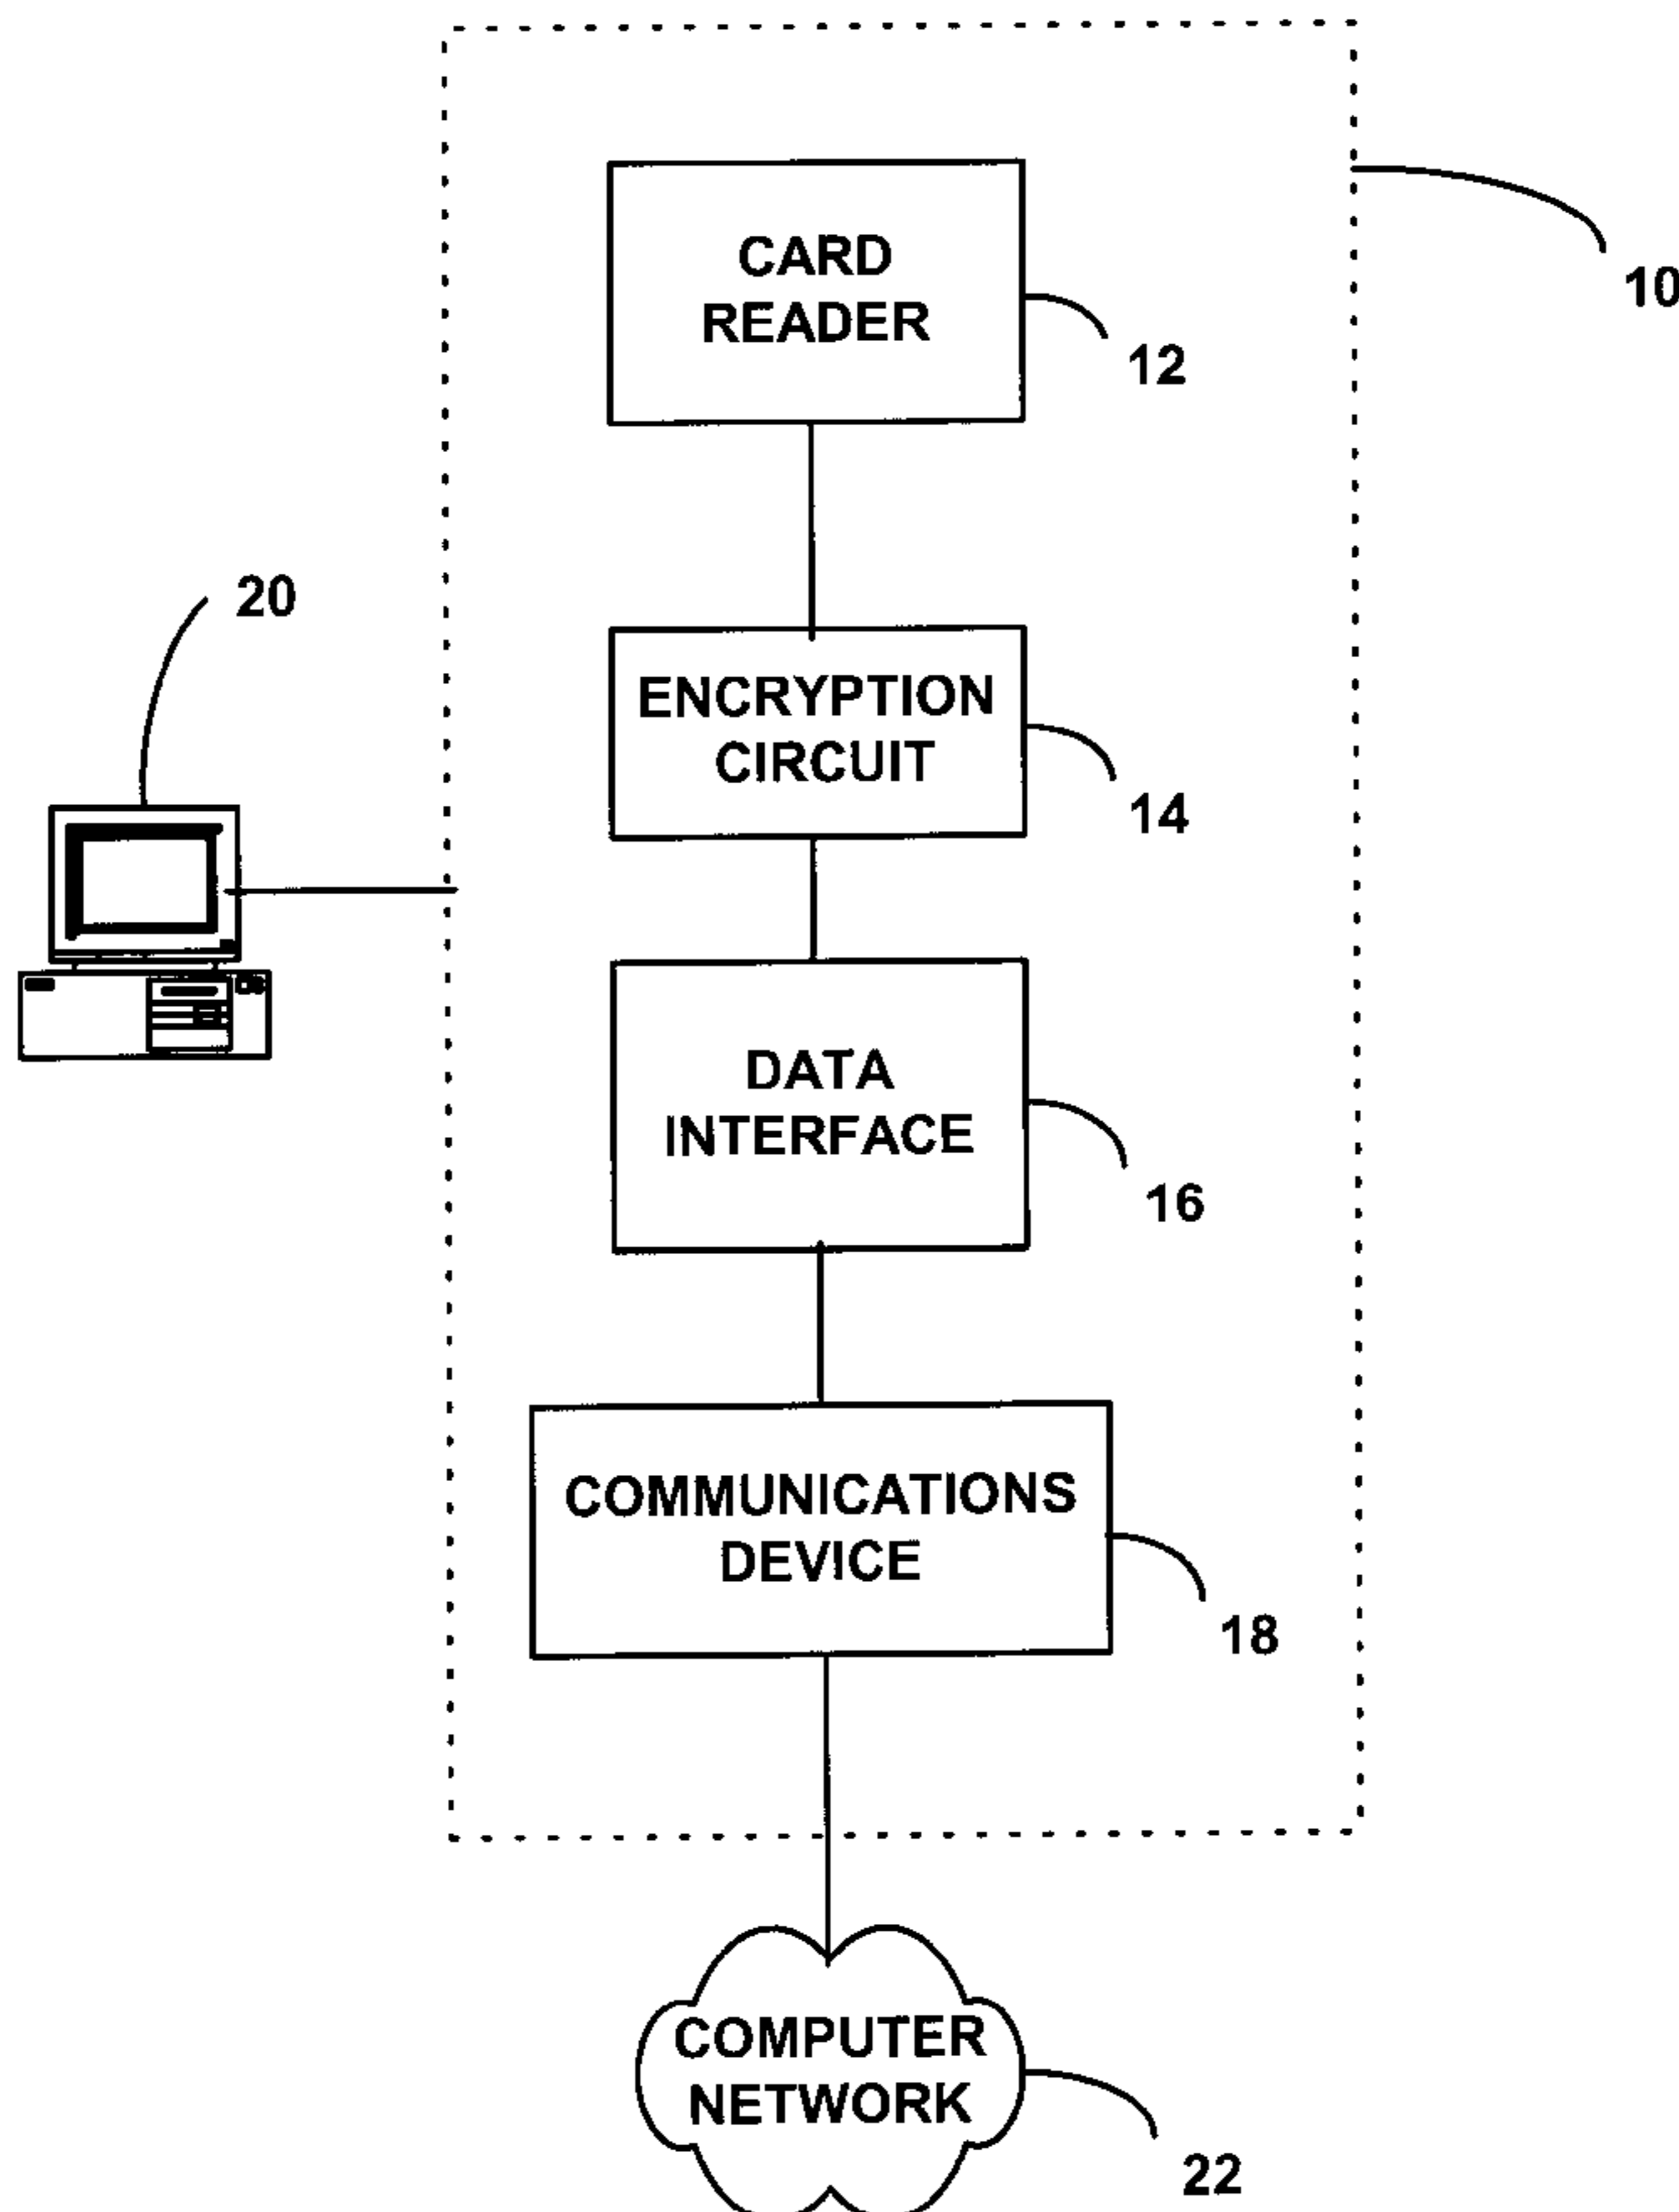 10
CARD
READER
12
20
ENCRYPTION
CIRCUIT
14
DATA
INTERFACE
16
COMMUNICATIONS
DEVICE
18
COMPUTER
NETWORK
22